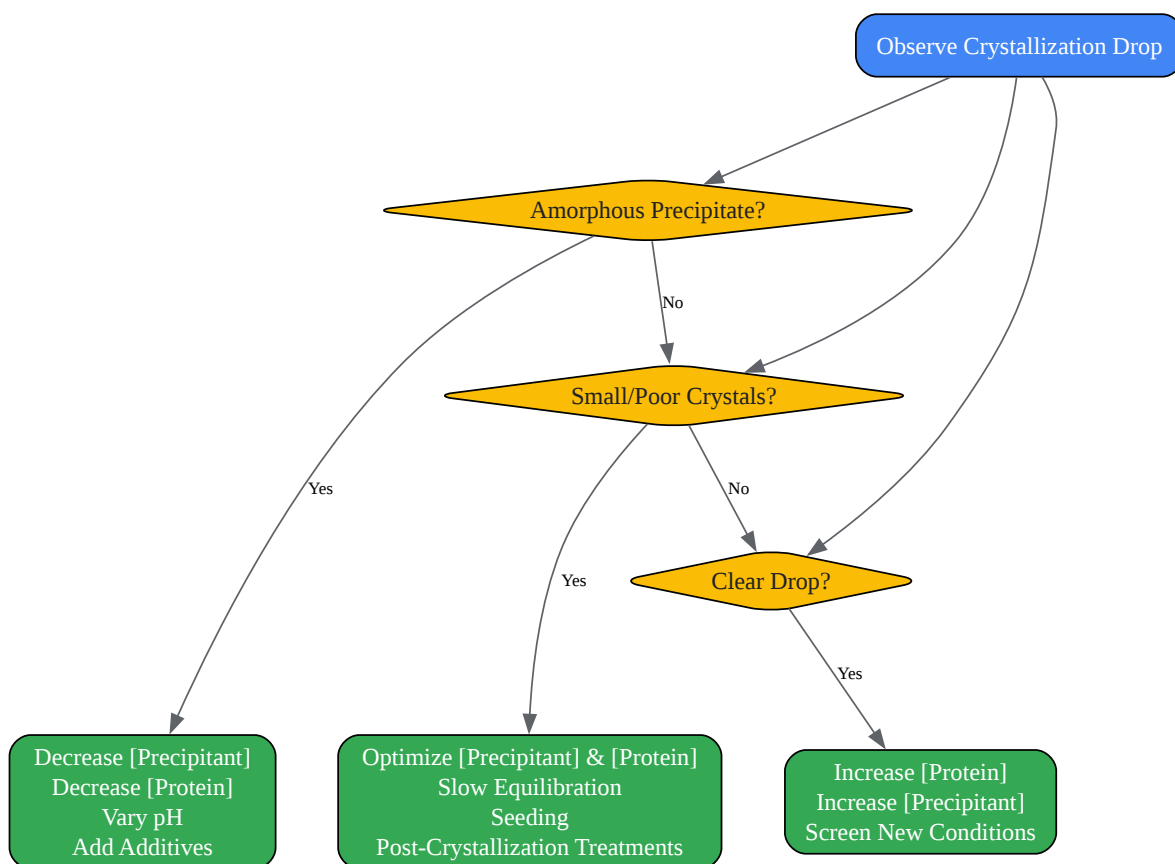 Observe Crystallization Drop
Amorphous Precipitate?
No
Small/Poor Crystals?
Yes
No
Yes
Clear Drop?
Yes
Decrease [Precipitant]
Decrease [Protein]
Vary pH
Add Additives
Optimize [Precipitant] & [Protein]
Slow Equilibration
Seeding
Post-Crystallization Treatments
Increase [Protein]
Increase [Precipitant]
Screen New Conditions